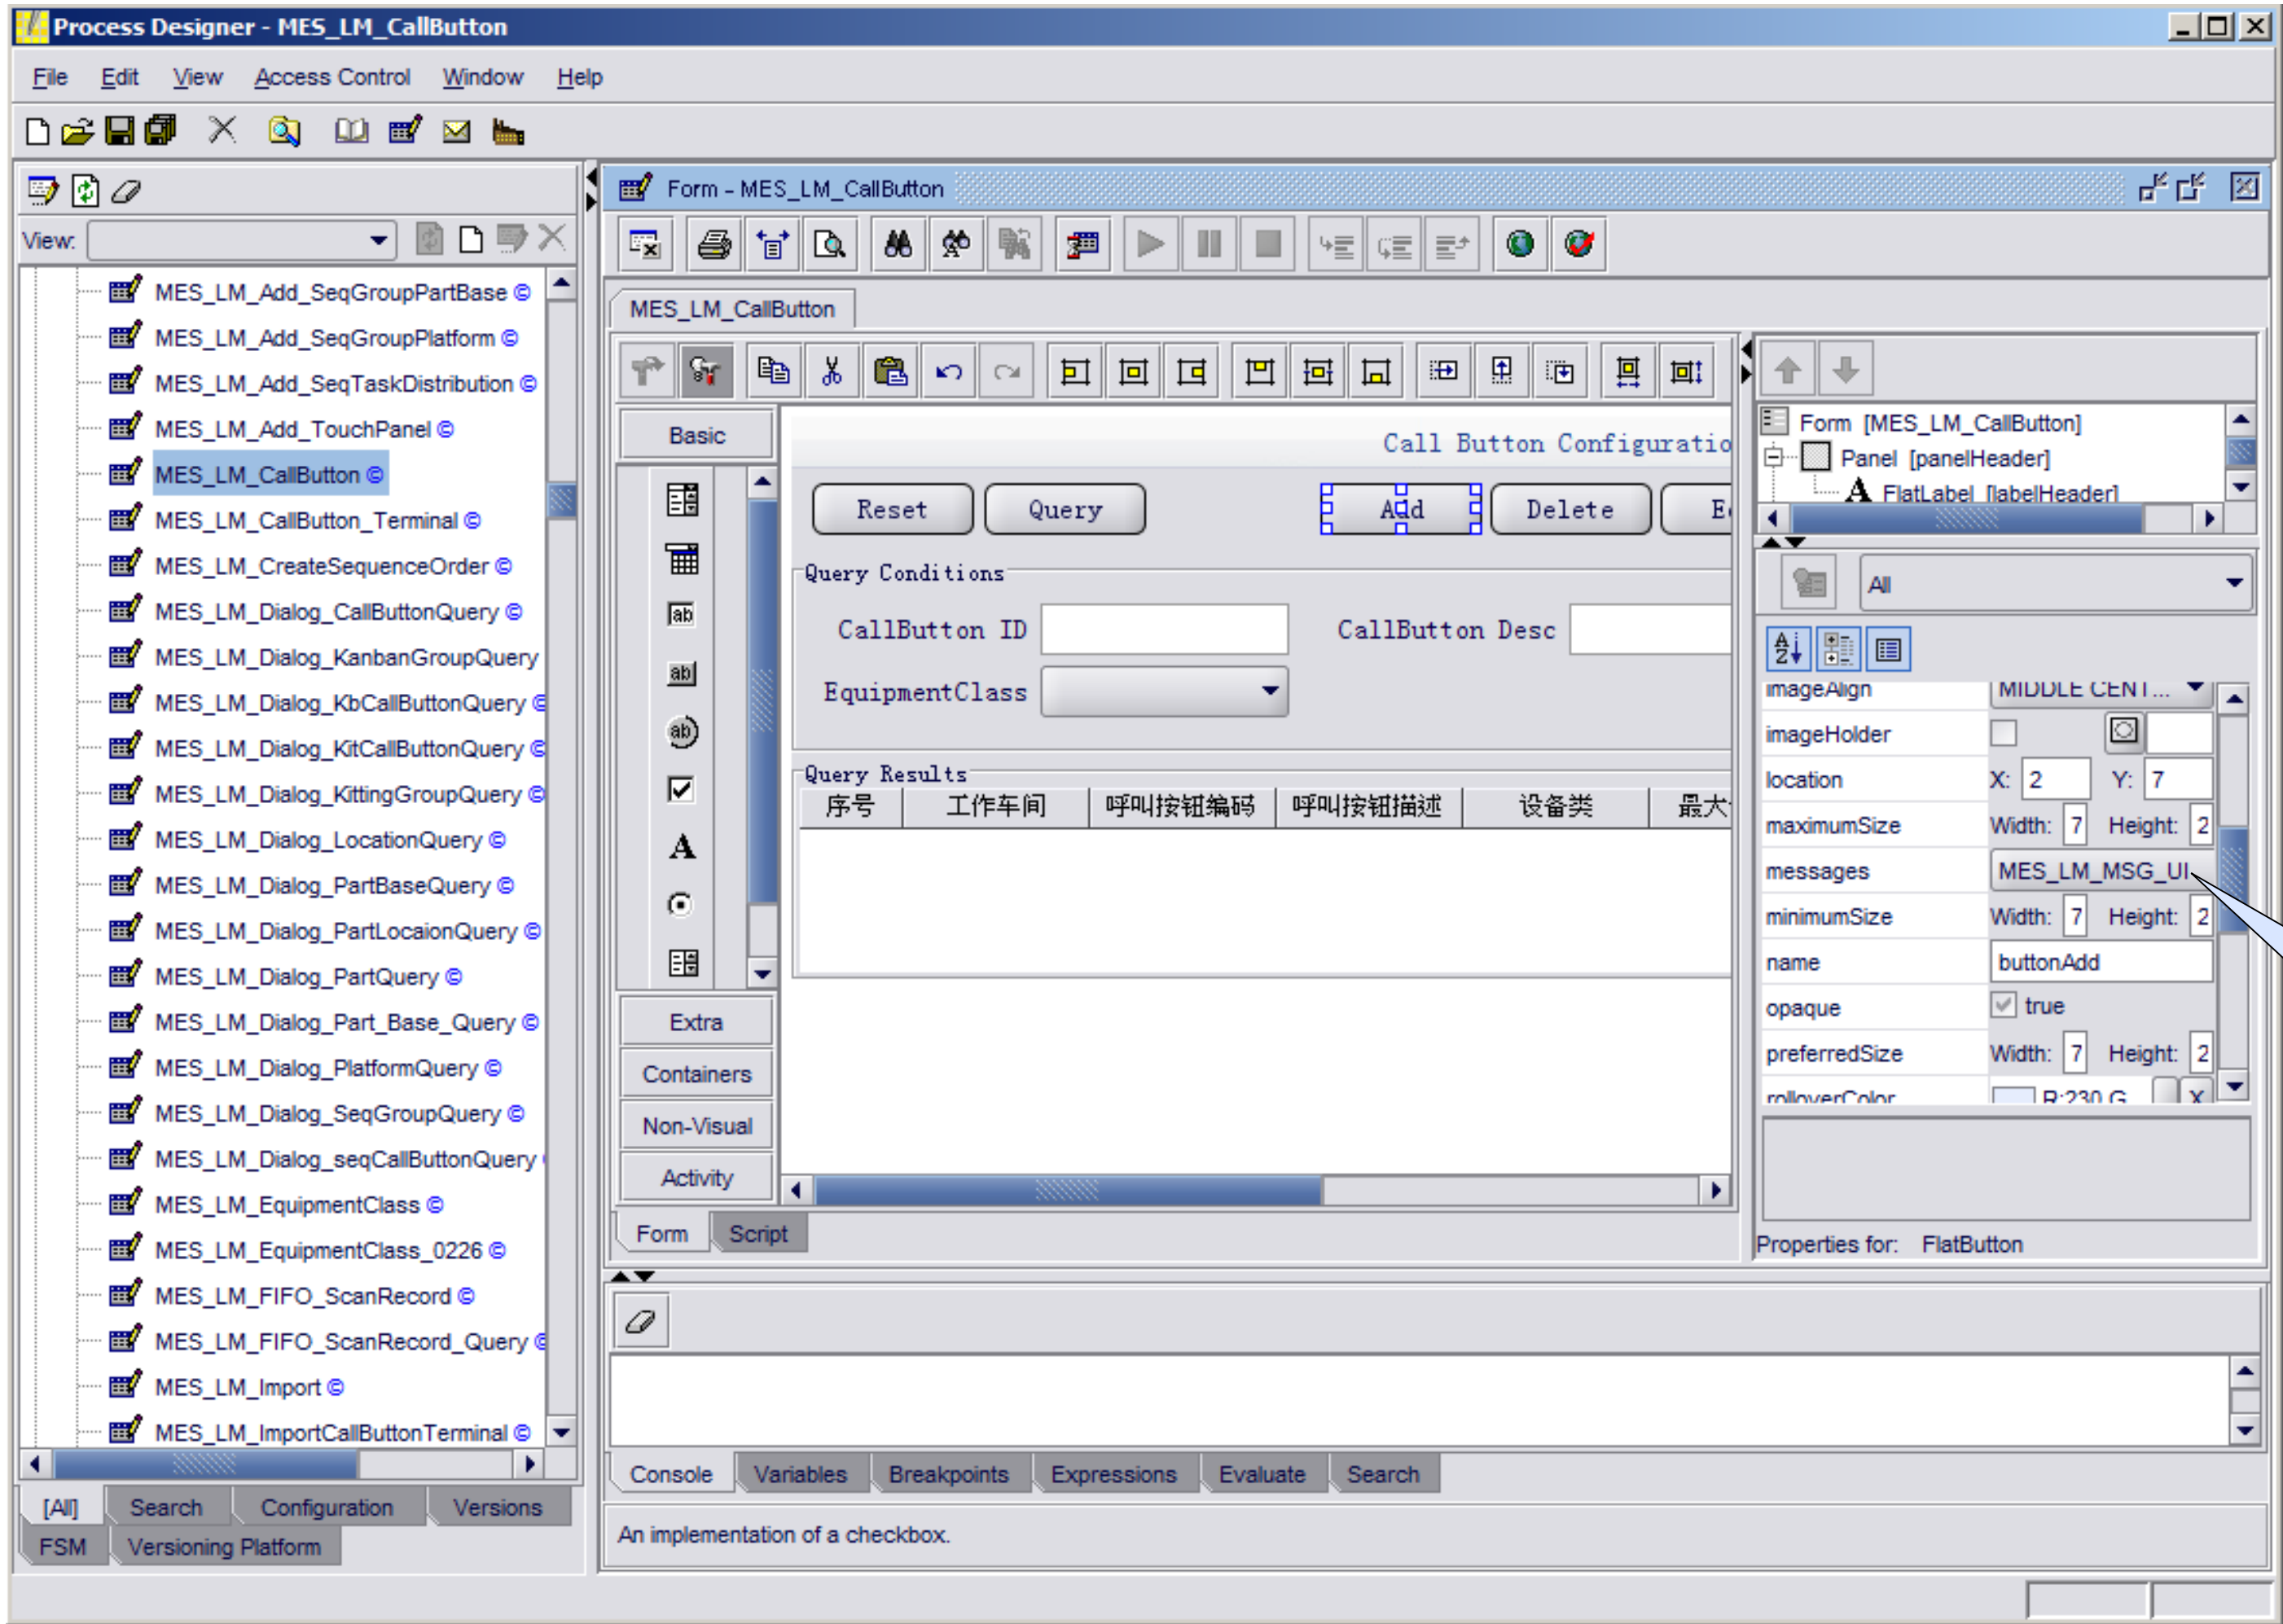 Process Designer - MES_LM_CallButton
File Edit View Access Control Window Help
View:
MES_LM_Add_SeqGroupPartBase ©
MES_LM_Add_SeqGroupPlatform ©
MES_LM_Add_SeqTaskDistribution ©
MES_LM_Add_TouchPanel ©
MES_LM_CallButton ©
MES_LM_CallButton_Terminal ©
MES_LM_CreateSequenceOrder ©
MES_LM_Dialog_CallButtonQuery ©
MES_LM_Dialog_KanbanGroupQuery
MES_LM_Dialog_KbCallButtonQuery ©
MES_LM_Dialog_KitCallButtonQuery ©
MES_LM_Dialog_KittingGroupQuery ©
MES_LM_Dialog_LocationQuery ©
MES_LM_Dialog_PartBaseQuery ©
MES_LM_Dialog_PartLocaionQuery ©
MES_LM_Dialog_PartQuery ©
MES_LM_Dialog_Part_Base_Query ©
MES_LM_Dialog_PlatformQuery ©
MES_LM_Dialog_SeqGroupQuery ©
MES_LM_Dialog_seqCallButtonQuery
MES_LM_EquipmentClass ©
MES_LM_EquipmentClass_0226 ©
MES_LM_FIFO_ScanRecord ©
MES_LM_FIFO_ScanRecord_Query ©
MES_LM_Import ©
MES_LM_ImportCallButtonTerminal ©
[All] Search Configuration Versions
FSM Versioning Platform
Form - MES_LM_CallButton
MES_LM_CallButton
Basic
Extra
Containers
Non-Visual
Activity
Call Button Configuratio
Reset Query Add Delete
Query Conditions
CallButton ID CallButton Desc
EquipmentClass
Query Results
序号 工作车间 呼叫按钮编码 呼叫按钮描述 设备类 最大
Form Script
Form [MES_LM_CallButton]
Panel [panelHeader]
FlatLabel [labelHeader]
All
imageAlign MIDDLE CENT...
imageHolder
location X: 2 Y: 7
maximumSize Width: 7 Height: 2
messages MES_LM_MSG_UI
minimumSize Width: 7 Height: 2
name buttonAdd
opaque true
preferredSize Width: 7 Height: 2
rolloverColor R:230 G X
Properties for: FlatButton
Console Variables Breakpoints Expressions Evaluate Search
An implementation of a checkbox.